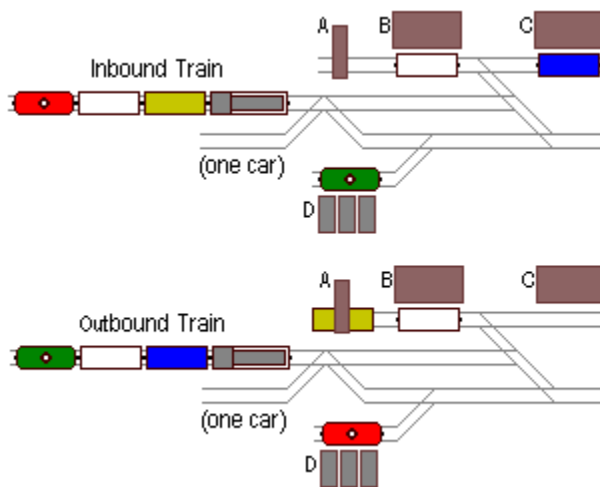 A B C
Inbound Train
(one car)
D
A B C
Outbound Train
(one car)
D